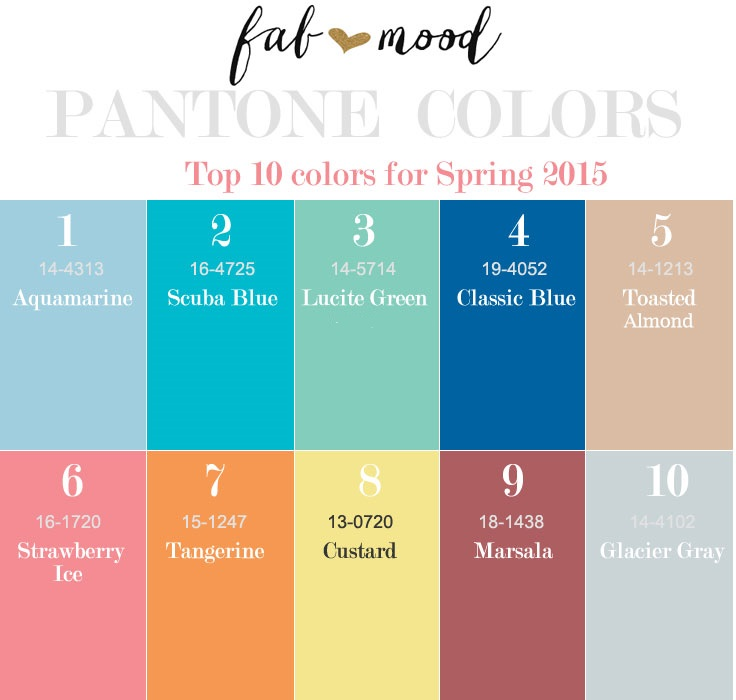 fab mood
PANTONE COLORS
Top 10 colors for Spring 2015
1
14-4313
Aquamarine
2
16-4725
Scuba Blue
3
14-5714
Lucite Green
4
19-4052
Classic Blue
5
14-1213
Toasted
Almond
6
16-1720
Strawberry
Ice
7
15-1247
Tangerine
8
13-0720
Custard
9
18-1438
Marsala
10
14-4102
Glacier Gray